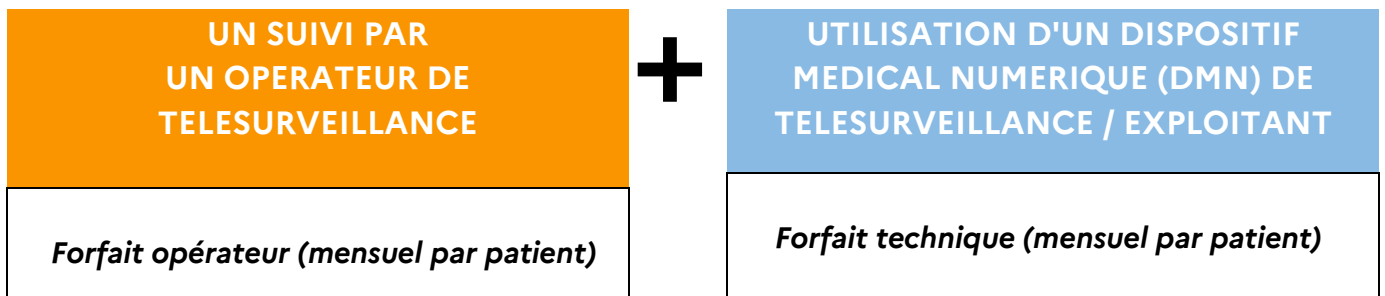 UN SUIVI PAR
UN OPERATEUR DE
TELESURVEILLANCE
+
UTILISATION D'UN DISPOSITIF
MEDICAL NUMERIQUE (DMN) DE
TELESURVEILLANCE / EXPLOITANT
Forfait opérateur (mensuel par patient)
Forfait technique (mensuel par patient)